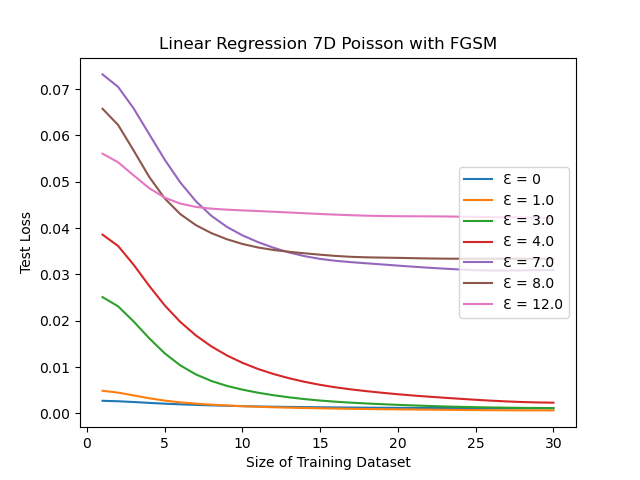 Linear Regression 7D Poisson with FGSM
Test Loss
0.07
0.06
0.05
0.04
0.03
0.02
0.01
0.00
Ɛ = 0
Ɛ = 1.0
Ɛ = 3.0
Ɛ = 4.0
Ɛ = 7.0
Ɛ = 8.0
Ɛ = 12.0
0 5 10 15 20 25 30
Size of Training Dataset